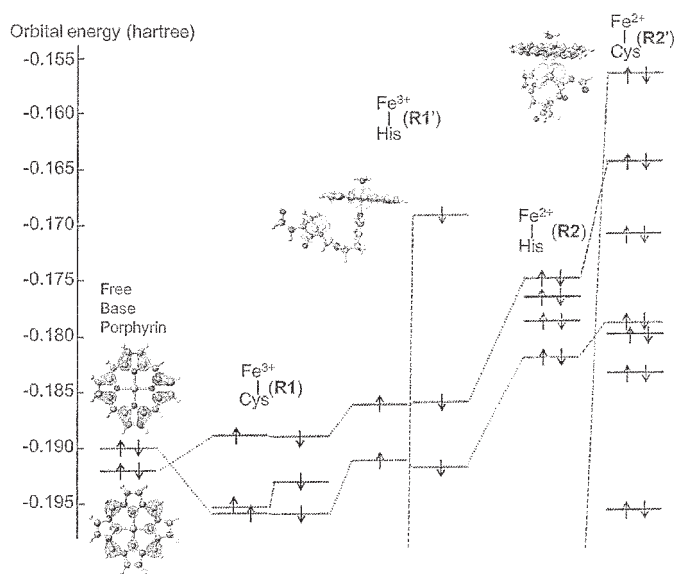 Orbital energy (hartree)
-0.155
-0.160
-0.165
-0.170
-0.175
-0.180
-0.185
-0.190
-0.195
Free
Base
Porphyrin
Fe³⁺
Cys
(R1)
Fe³⁺
His
(R1')
Fe²⁺
His
(R2)
Fe²⁺
Cys
(R2')